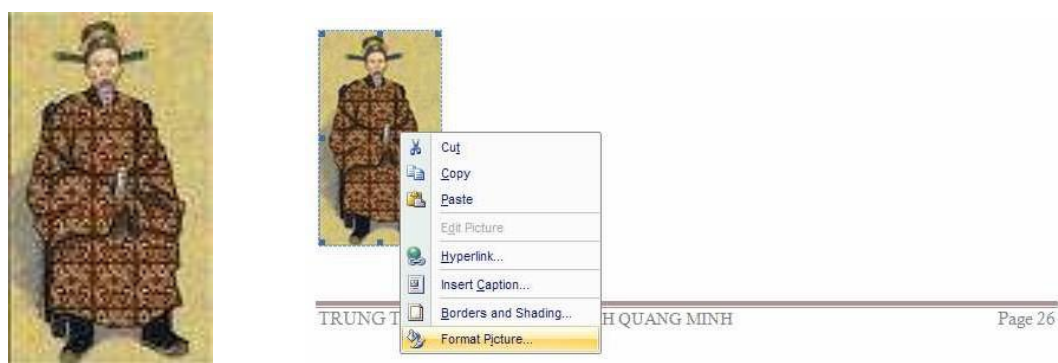 Cut
Copy
Paste
Edit Picture
Hyperlink...
Insert Caption...
Borders and Shading...
Format Picture...
TRUNG T H QUANG MINH Page 26